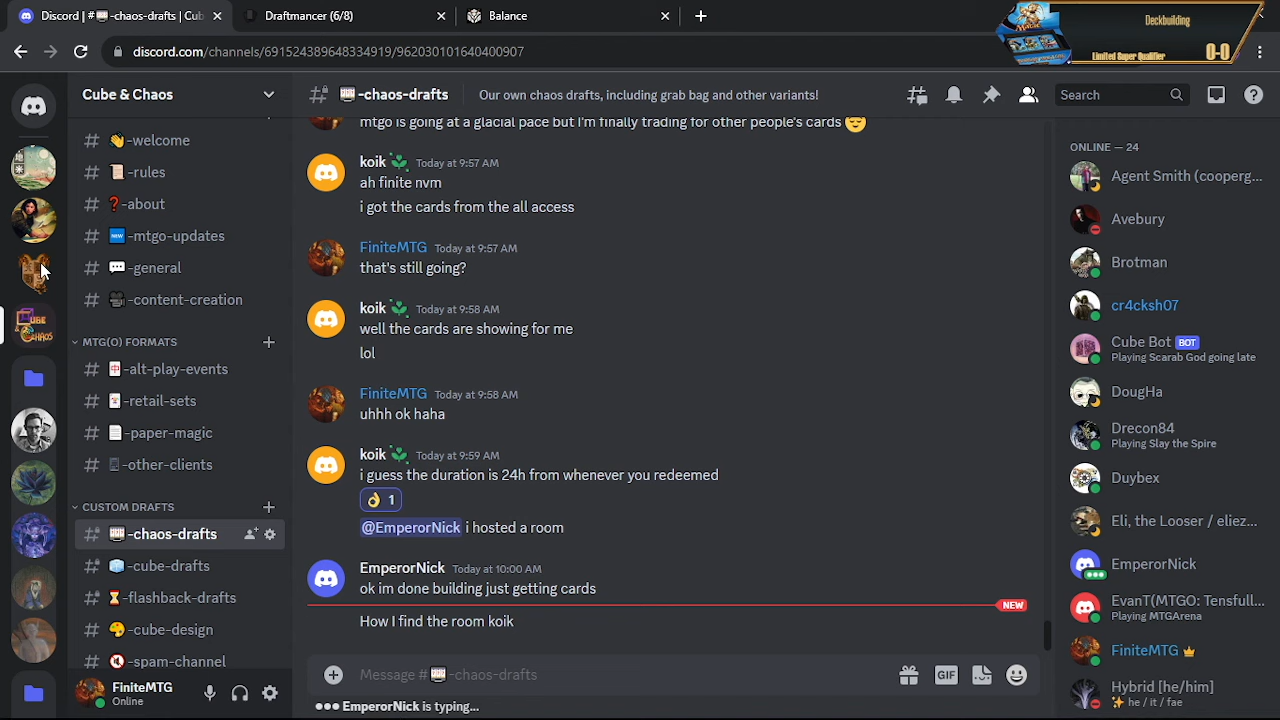 Discord | #🎴-chaos-drafts | Cub
Draftmancer (6/8)
Balance
discord.com/channels/691524389648334919/962030101640400907
Deckbuilding
Limited Super Qualifier
0-0
Cube & Chaos
-welcome
-rules
-about
-mtgo-updates
-general
-content-creation
MTG(O) FORMATS
-alt-play-events
-retail-sets
-paper-magic
-other-clients
CUSTOM DRAFTS
-chaos-drafts
-cube-drafts
-flashback-drafts
-cube-design
-spam-channel
FiniteMTG
Online
-chaos-drafts
Our own chaos drafts, including grab bag and other variants!
Search
mtgo is going at a glacial pace but I'm finally trading for other people's cards 😌
koik Today at 9:57 AM
ah finite nvm
i got the cards from the all access
FiniteMTG Today at 9:57 AM
that's still going?
koik Today at 9:58 AM
well the cards are showing for me
lol
FiniteMTG Today at 9:58 AM
uhhh ok haha
koik Today at 9:59 AM
i guess the duration is 24h from whenever you redeemed
👌 1
@EmperorNick i hosted a room
EmperorNick Today at 10:00 AM
ok im done building just getting cards
NEW
How I find the room koik
Message #🎴-chaos-drafts
GIF
EmperorNick is typing...
ONLINE — 24
Agent Smith (cooperg...
Avebury
Brotman
cr4cksh07
Cube Bot BOT
Playing Scarab God going late
DougHa
Drecon84
Playing Slay the Spire
Duybex
Eli, the Looser / eliez...
EmperorNick
EvanT(MTGO: Tensfull...
Playing MTGArena
FiniteMTG
Hybrid [he/him]
✨ he / it / fae